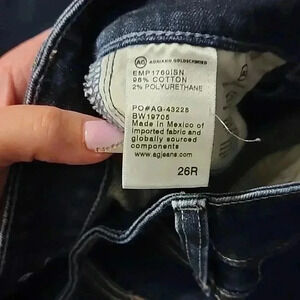 AG
ADRIANO GOLDSCHMIED
EMP1760ISN
98% COTTON
2% POLYURETHANE
PO#AG-43225
BW19705
Made in Mexico of
imported fabric and
globally sourced
components
www.agjeans.com
26R